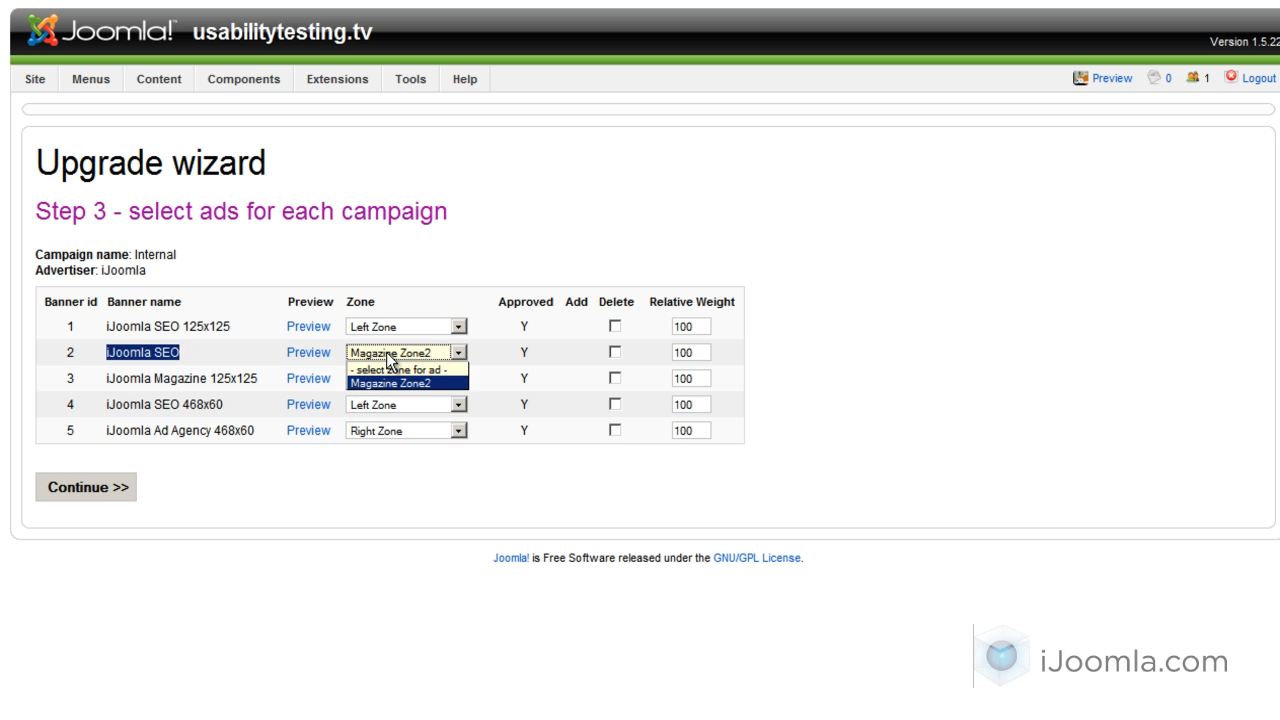 Joomla! usabilitytesting.tv
Version 1.5.22
Site Menus Content Components Extensions Tools Help Preview 0 1 Logout
Upgrade wizard
Step 3 - select ads for each campaign
Campaign name: Internal
Advertiser: iJoomla
Banner id Banner name Preview Zone Approved Add Delete Relative Weight
1 iJoomla SEO 125x125 Preview Left Zone Y 100
2 iJoomla SEO Preview Magazine Zone2 Y 100
- select zone for ad -
Magazine Zone2
3 iJoomla Magazine 125x125 Preview Y 100
4 iJoomla SEO 468x60 Preview Left Zone Y 100
5 iJoomla Ad Agency 468x60 Preview Right Zone Y 100
Continue >>
Joomla! is Free Software released under the GNU/GPL License.
iJoomla.com